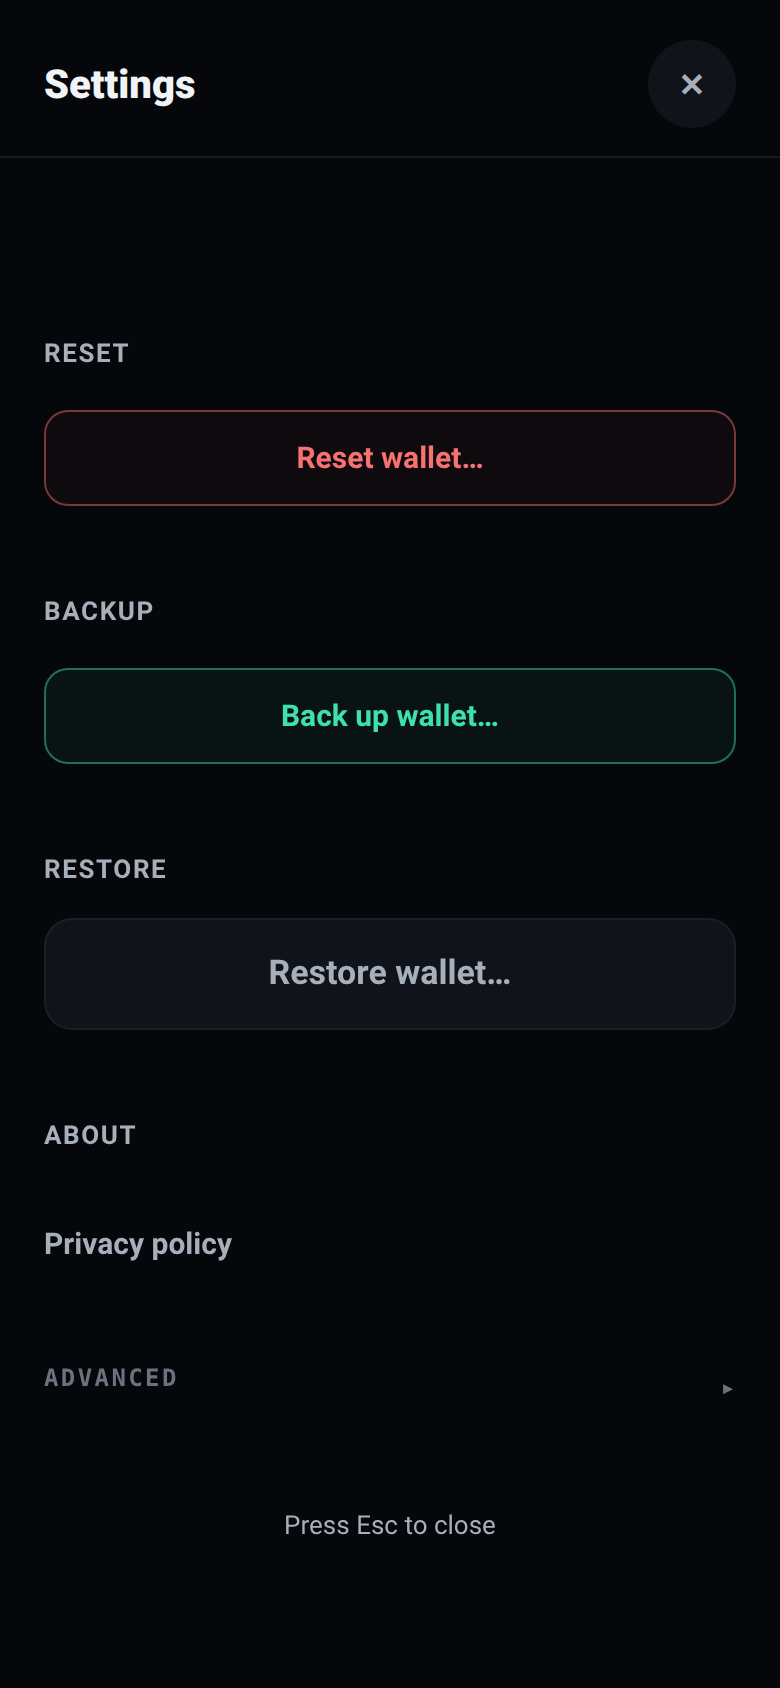 Settings
RESET
Reset wallet…
BACKUP
Back up wallet…
RESTORE
Restore wallet…
ABOUT
Privacy policy
ADVANCED
Press Esc to close